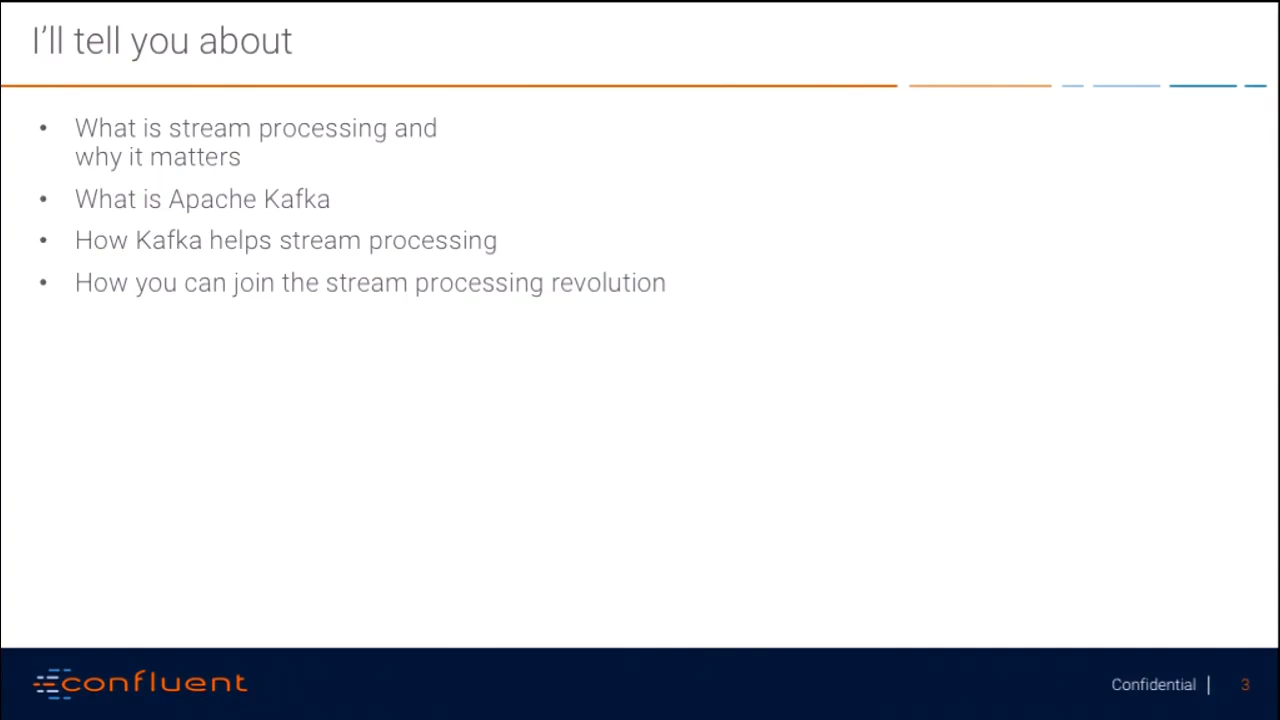 I'll tell you about
• What is stream processing and
why it matters
• What is Apache Kafka
• How Kafka helps stream processing
• How you can join the stream processing revolution
confluent
Confidential | 3